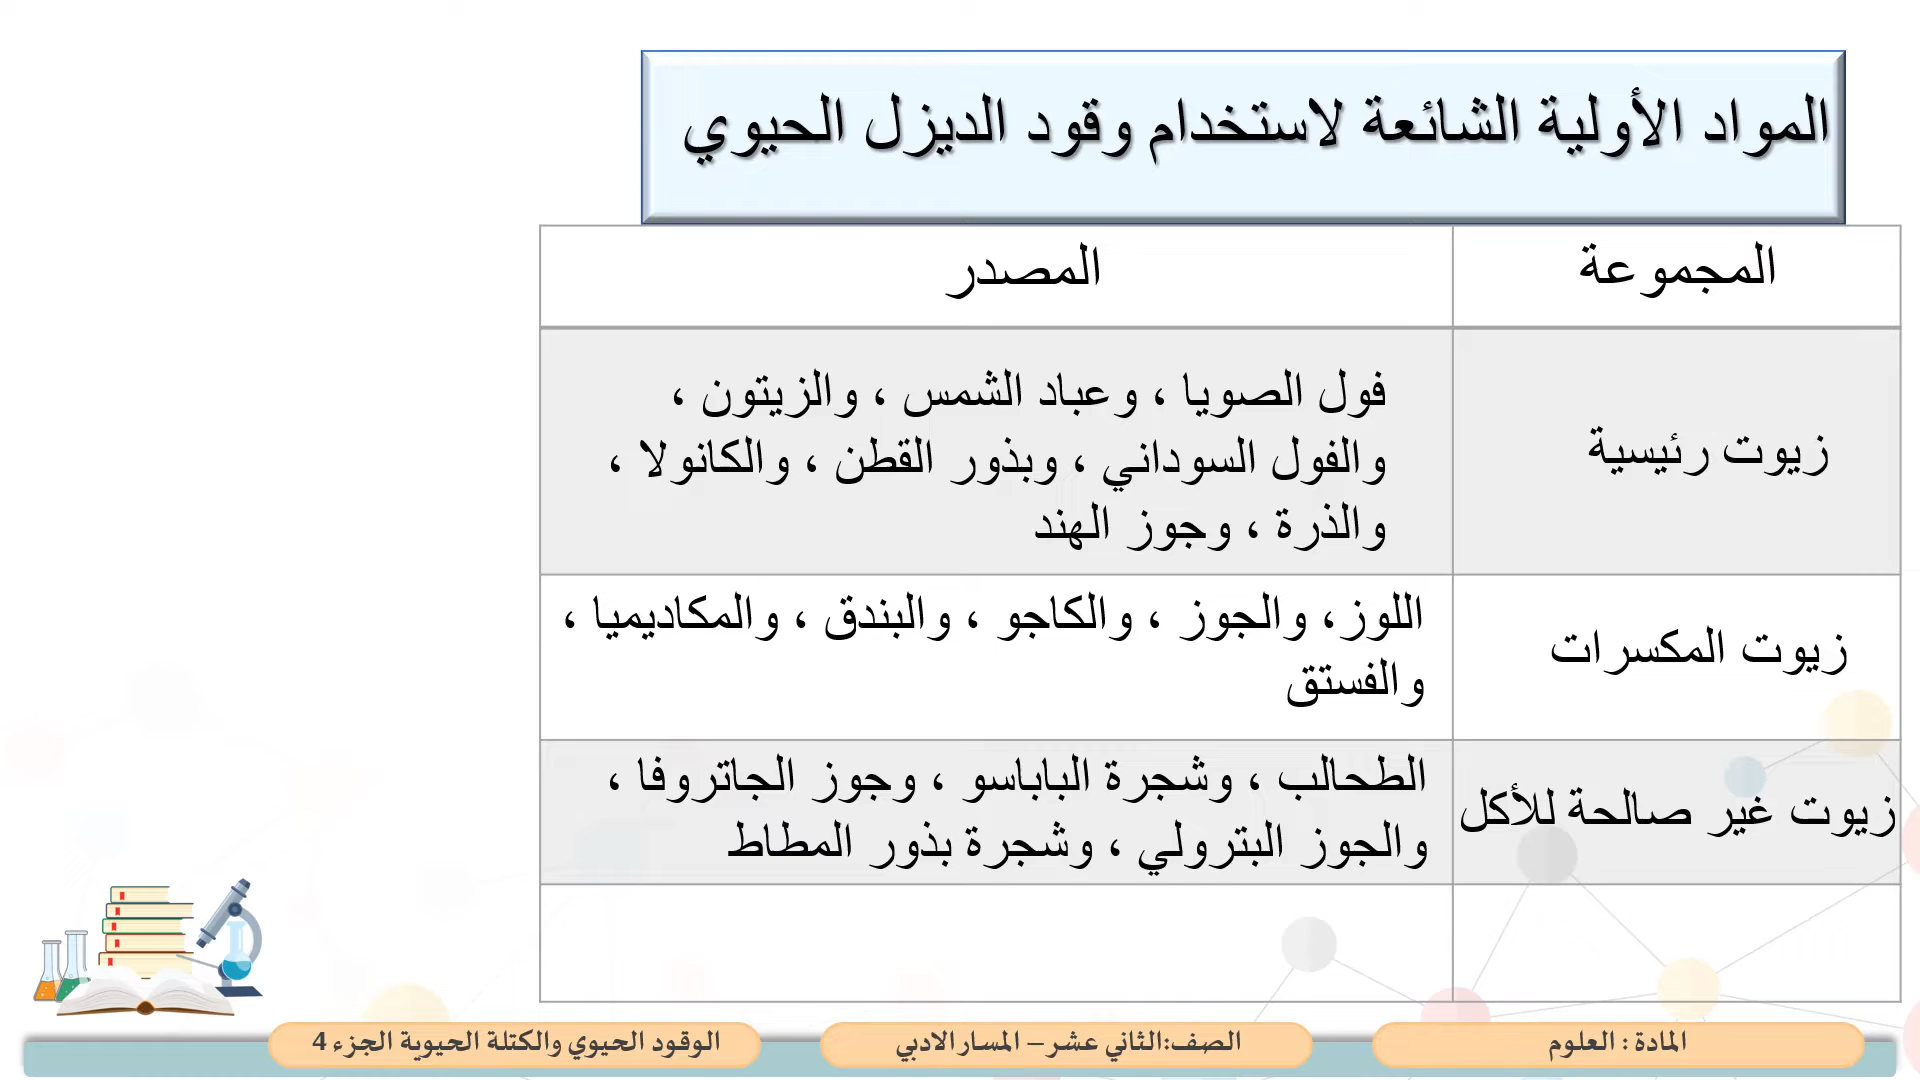 المواد الأولية الشائعة لاستخدام وقود الديزل الحيوي
المجموعة
المصدر
زيوت رئيسية
فول الصويا ، وعباد الشمس ، والزيتون ،
والفول السوداني ، وبذور القطن ، والكانولا ،
والذرة ، وجوز الهند
زيوت المكسرات
اللوز، والجوز ، والكاجو ، والبندق ، والمكاديميا ،
والفستق
زيوت غير صالحة للأكل
الطحالب ، وشجرة الباباسو ، وجوز الجاتروفا ،
والجوز البترولي ، وشجرة بذور المطاط
المادة : العلوم
الصف:الثاني عشر – المسار الادبي
الوقود الحيوي والكتلة الحيوية الجزء 4